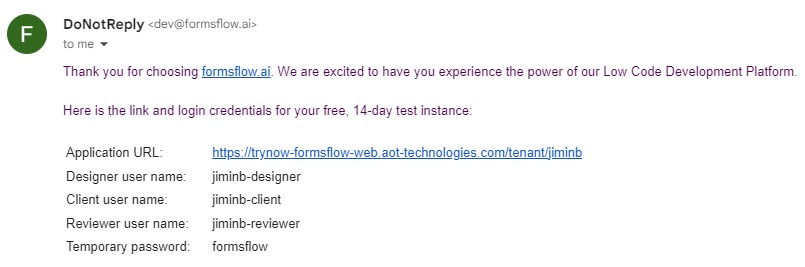 F
DoNotReply <dev@formsflow.ai>
to me
Thank you for choosing formsflow.ai. We are excited to have you experience the power of our Low Code Development Platform.
Here is the link and login credentials for your free, 14-day test instance:
Application URL: https://trynow-formsflow-web.aot-technologies.com/tenant/jiminb
Designer user name: jiminb-designer
Client user name: jiminb-client
Reviewer user name: jiminb-reviewer
Temporary password: formsflow